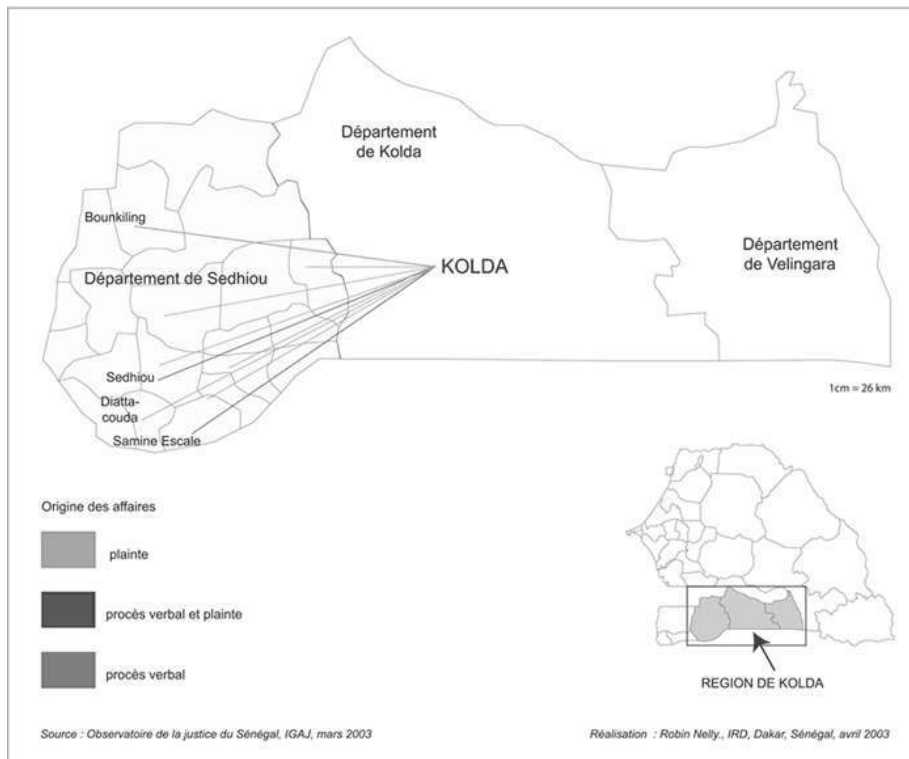 Département
de Kolda
Bounkiling
Département de Sedhiou
KOLDA
Département
de Velingara
Sedhiou
Diatta-
couda
Samine Escale
1cm = 26 km
Origine des affaires
plainte
procès verbal et plainte
procès verbal
REGION DE KOLDA
Source : Observatoire de la justice du Sénégal, IGAJ, mars 2003
Réalisation : Robin Nelly., IRD, Dakar, Sénégal, avril 2003